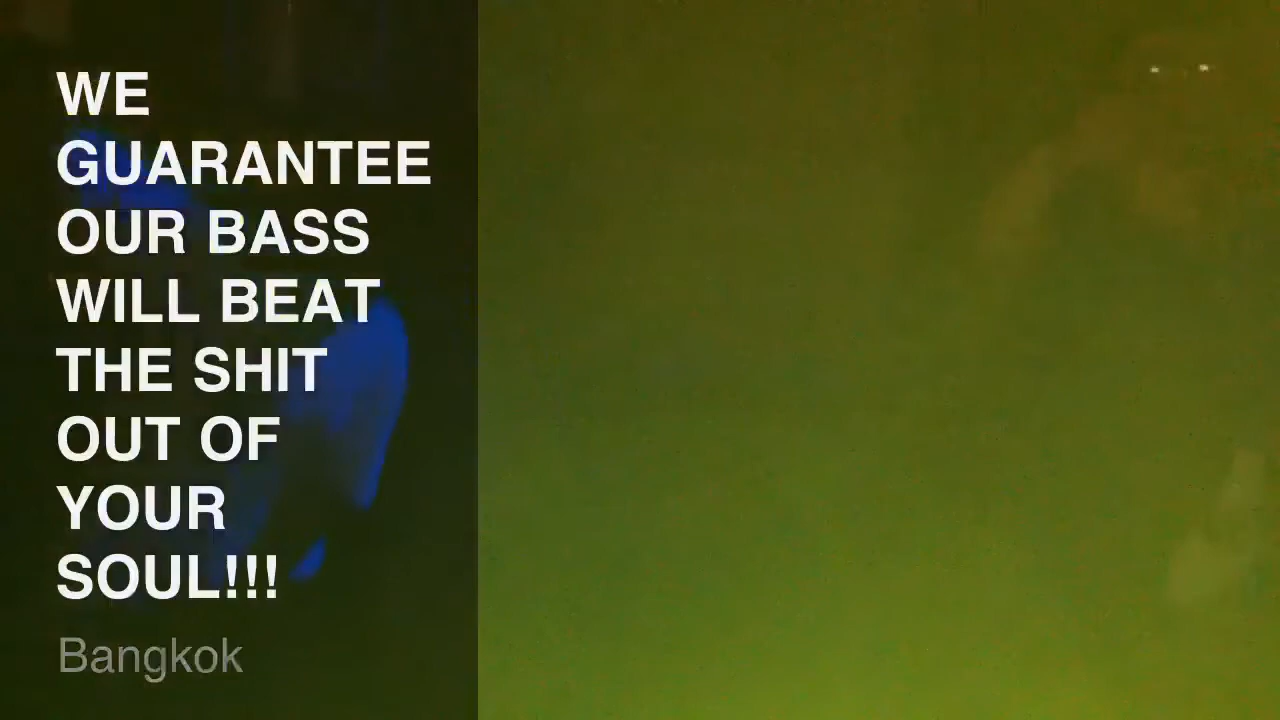 WE
GUARANTEE
OUR BASS
WILL BEAT
THE SHIT
OUT OF
YOUR
SOUL!!!
Bangkok